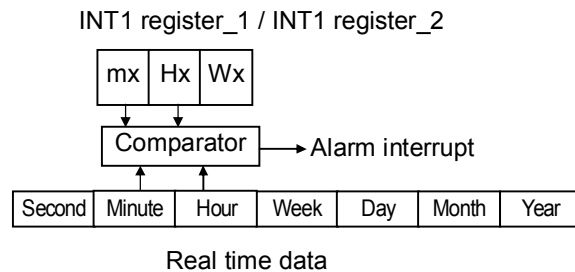 INT1 register_1 / INT1 register_2
mx Hx Wx
Comparator Alarm interrupt
Second Minute Hour Week Day Month Year
Real time data